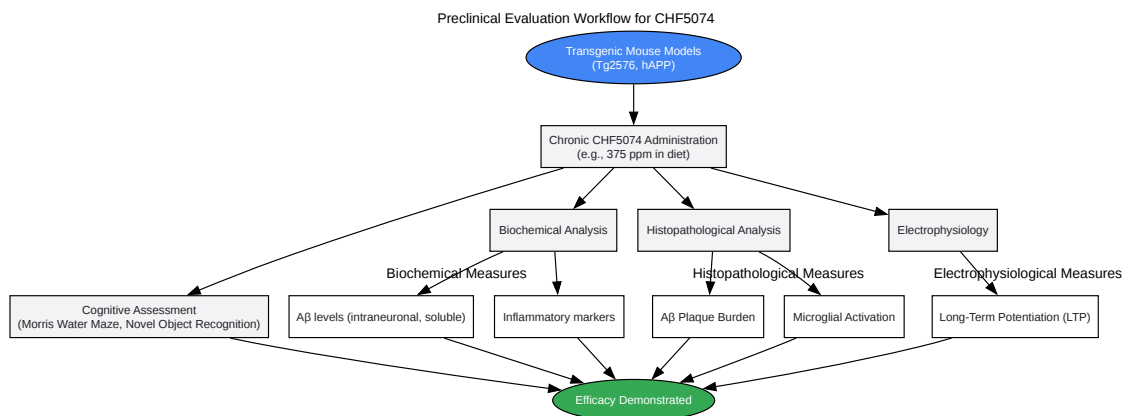 Preclinical Evaluation Workflow for CHF5074
Transgenic Mouse Models
(Tg2576, hAPP)
Chronic CHF5074 Administration
(e.g., 375 ppm in diet)
Biochemical Analysis
Histopathological Analysis
Electrophysiology
Biochemical Measures
Histopathological Measures
Electrophysiological Measures
Cognitive Assessment
(Morris Water Maze, Novel Object Recognition)
Aβ levels (intraneuronal, soluble)
Inflammatory markers
Aβ Plaque Burden
Microglial Activation
Long-Term Potentiation (LTP)
Efficacy Demonstrated